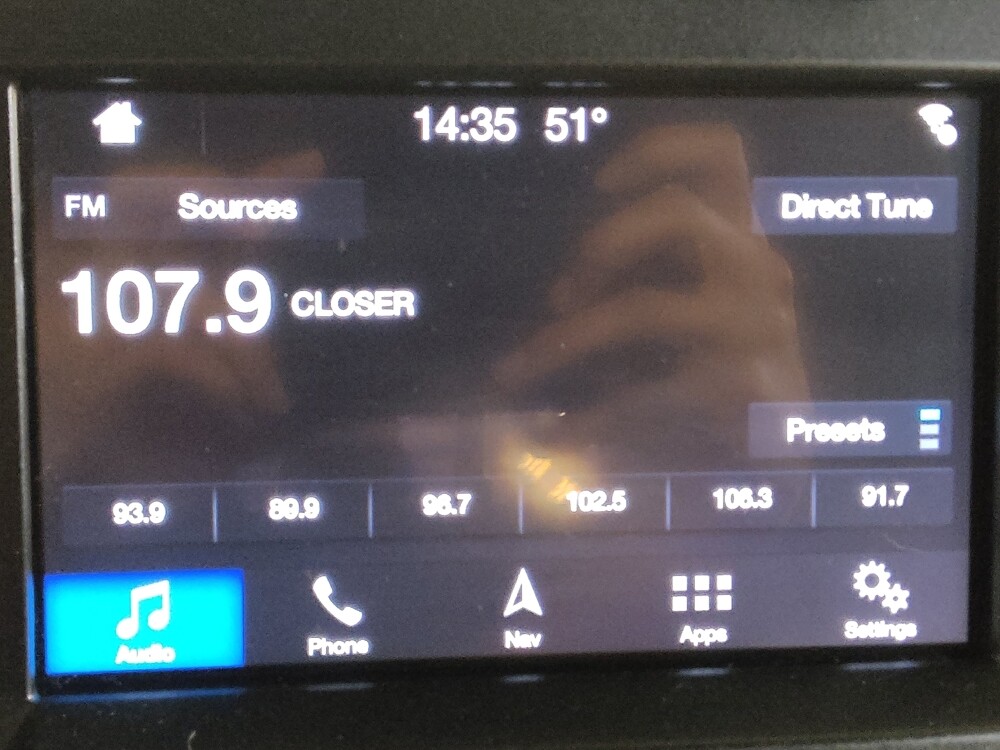 14:35 51°
FM Sources Direct Tune
107.9 CLOSER
Presets
93.9 89.9 96.7 102.5 106.3 91.7
Audio Phone Nav Apps Settings